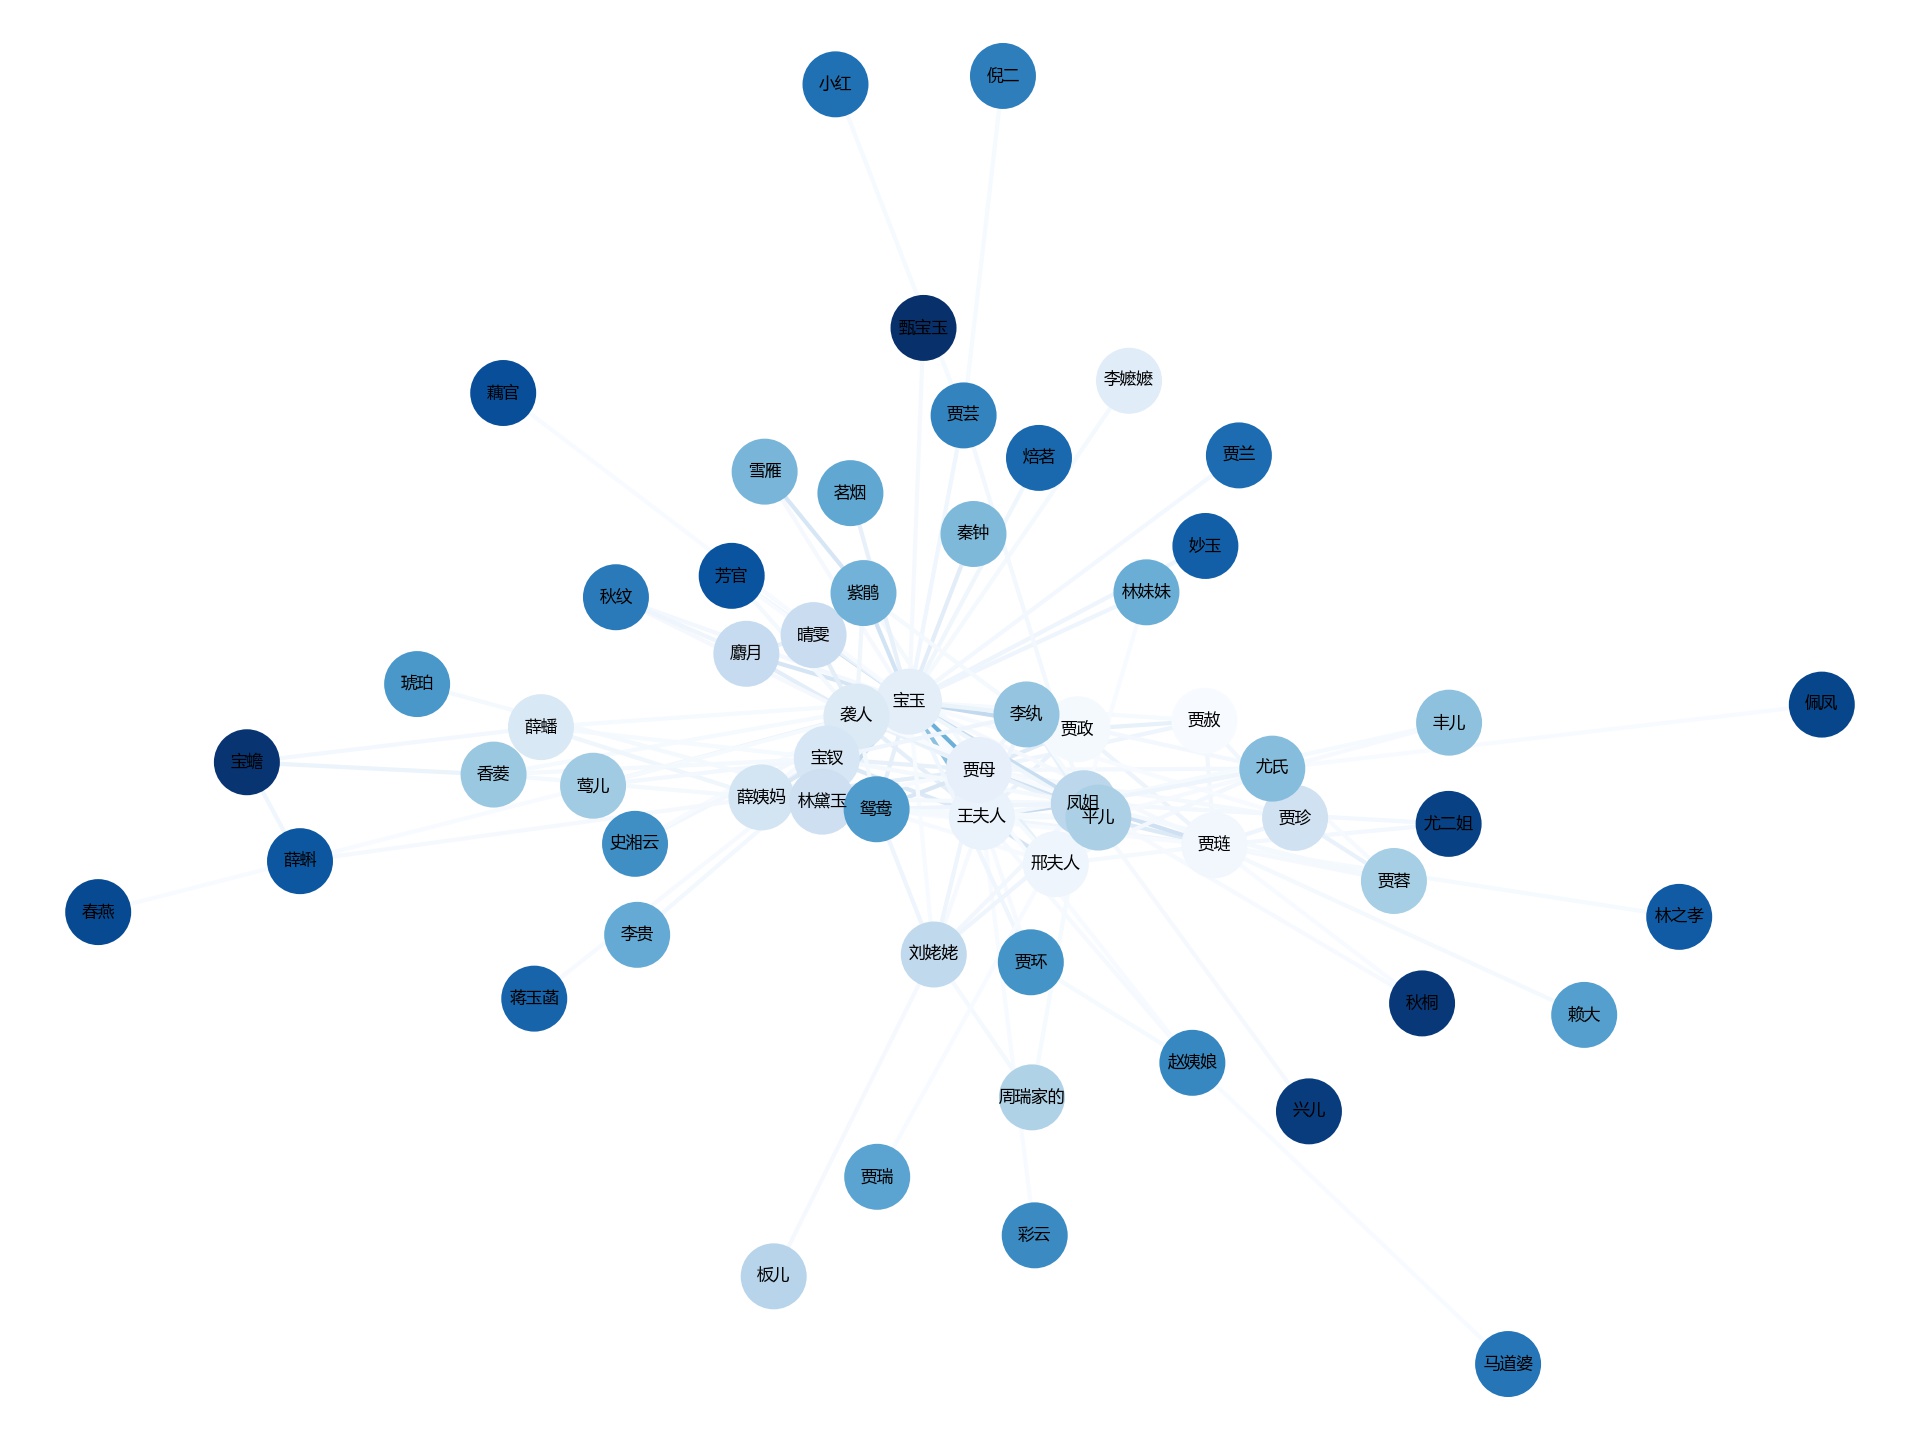 小红
倪二
甄宝玉
李嬷嬷
藕官
贾芸
焙茗
贾兰
雪雁
茗烟
秦钟
妙玉
芳官
紫鹃
林妹妹
秋纹
晴雯
麝月
琥珀
宝玉
佩凤
袭人
李纨
贾政
贾赦
丰儿
薛蟠
宝蟾
香菱
莺儿
宝钗
贾母
尤氏
薛姨妈
林黛玉
鸳鸯
王夫人
凤姐
平儿
贾珍
尤二姐
史湘云
贾琏
薛蝌
邢夫人
贾蓉
春燕
李贵
林之孝
刘姥姥
贾环
蒋玉菡
秋桐
赖大
赵姨娘
周瑞家的
兴儿
贾瑞
彩云
板儿
马道婆